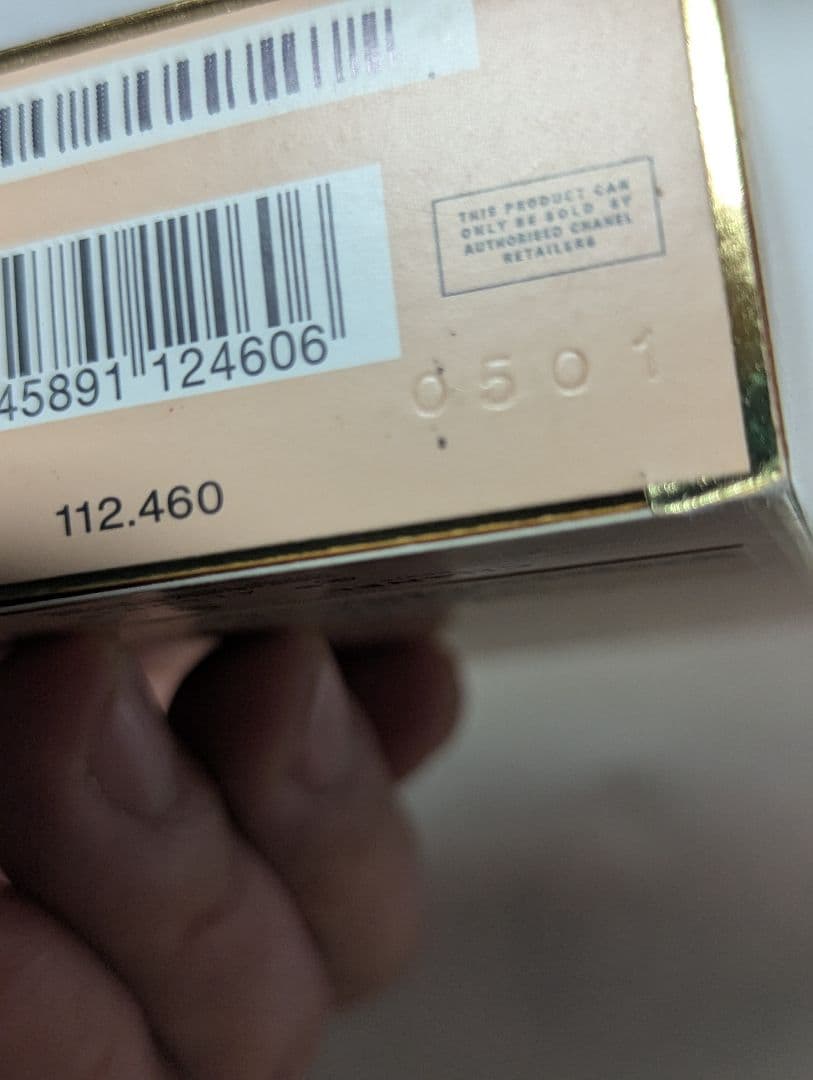 THIS PRODUCT CAN
ONLY BE SOLD BY
AUTHORISED CHANEL
RETAILERS
45891 124606
0501
112.460